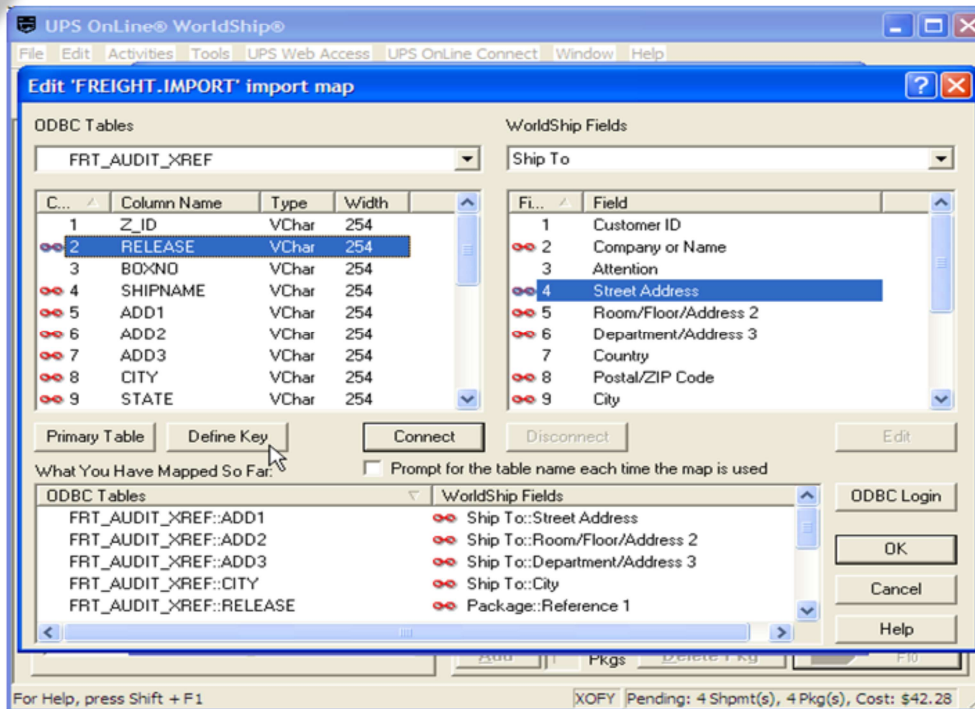 UPS OnLine® WorldShip®
File Edit Activities Tools UPS Web Access UPS OnLine Connect Window Help
Edit 'FREIGHT.IMPORT' import map
ODBC Tables
WorldShip Fields
FRT_AUDIT_XREF
Ship To
C... Column Name Type Width
Fi... Field
1 Z_ID VChar 254
1 Customer ID
2 RELEASE VChar 254
2 Company or Name
3 BOXNO VChar 254
3 Attention
4 SHIPNAME VChar 254
4 Street Address
5 ADD1 VChar 254
5 Room/Floor/Address 2
6 ADD2 VChar 254
6 Department/Address 3
7 ADD3 VChar 254
7 Country
8 CITY VChar 254
8 Postal/ZIP Code
9 STATE VChar 254
9 City
Primary Table Define Key Connect Disconnect Edit
What You Have Mapped So Far:
Prompt for the table name each time the map is used
ODBC Tables WorldShip Fields
ODBC Login
FRT_AUDIT_XREF::ADD1 Ship To::Street Address
FRT_AUDIT_XREF::ADD2 Ship To::Room/Floor/Address 2
OK
FRT_AUDIT_XREF::ADD3 Ship To::Department/Address 3
FRT_AUDIT_XREF::CITY Ship To::City
Cancel
FRT_AUDIT_XREF::RELEASE Package::Reference 1
Help
Add Pkgs Delete Pkg F10
For Help, press Shift + F1
XOFY Pending: 4 Shpmt(s), 4 Pkg(s), Cost: $42.28